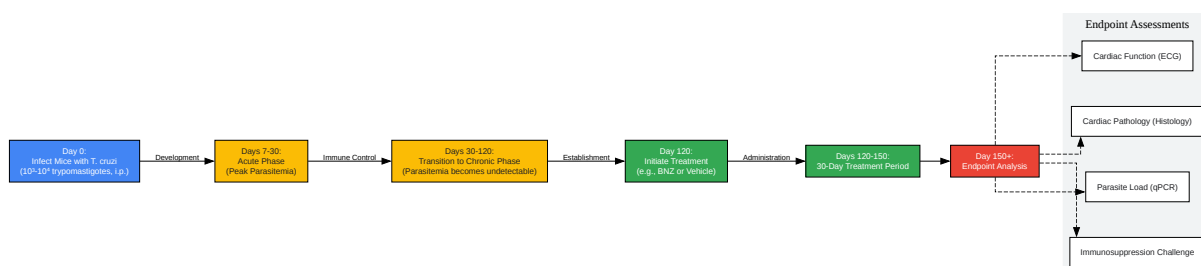 Endpoint Assessments
Cardiac Function (ECG)
Cardiac Pathology (Histology)
Day 0:
Infect Mice with T. cruzi
(10³-10⁴ trypomastigotes, i.p.)
Development
Days 7-30:
Acute Phase
(Peak Parasitemia)
Immune Control
Days 30-120:
Transition to Chronic Phase
(Parasitemia becomes undetectable)
Establishment
Day 120:
Initiate Treatment
(e.g., BNZ or Vehicle)
Administration
Days 120-150:
30-Day Treatment Period
Day 150+:
Endpoint Analysis
Parasite Load (qPCR)
Immunosuppression Challenge